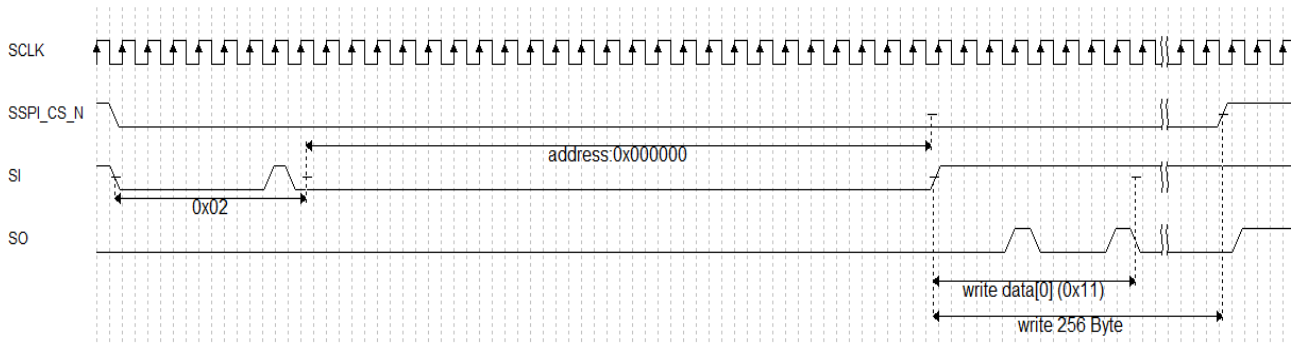 SCLK
SSPI_CS_N
address:0x000000
SI
0x02
SO
write data[0] (0x11)
write 256 Byte